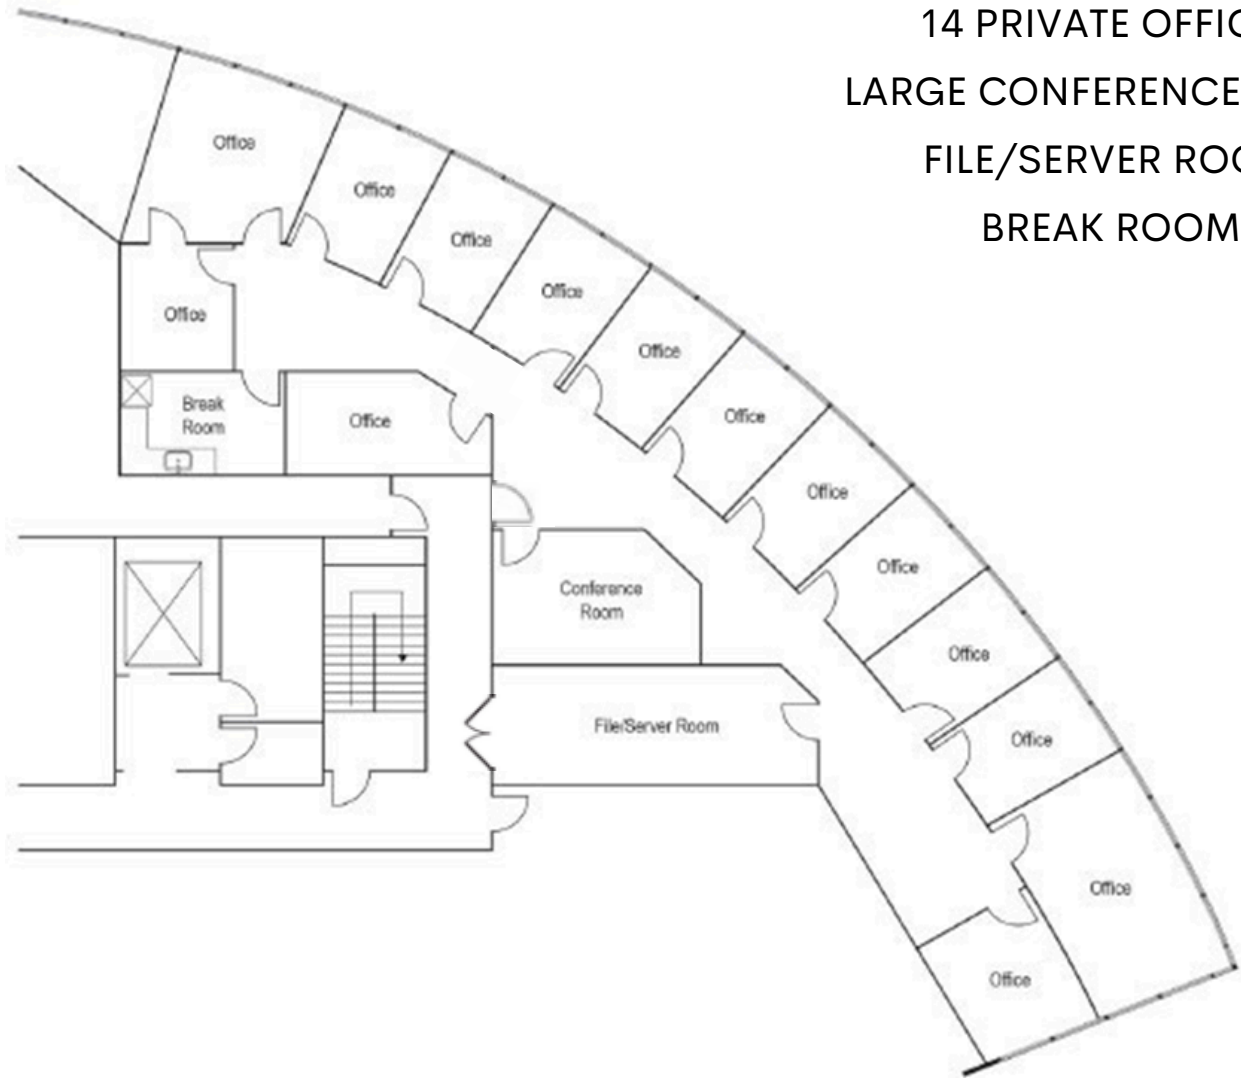 14 PRIVATE OFFIC
LARGE CONFERENCE
FILE/SERVER ROO
BREAK ROOM
Office
Office
Office
Office
Office
Office
Break
Room
Office
Office
Office
Office
Conference
Room
Office
File/Server Room
Office
Office
Office